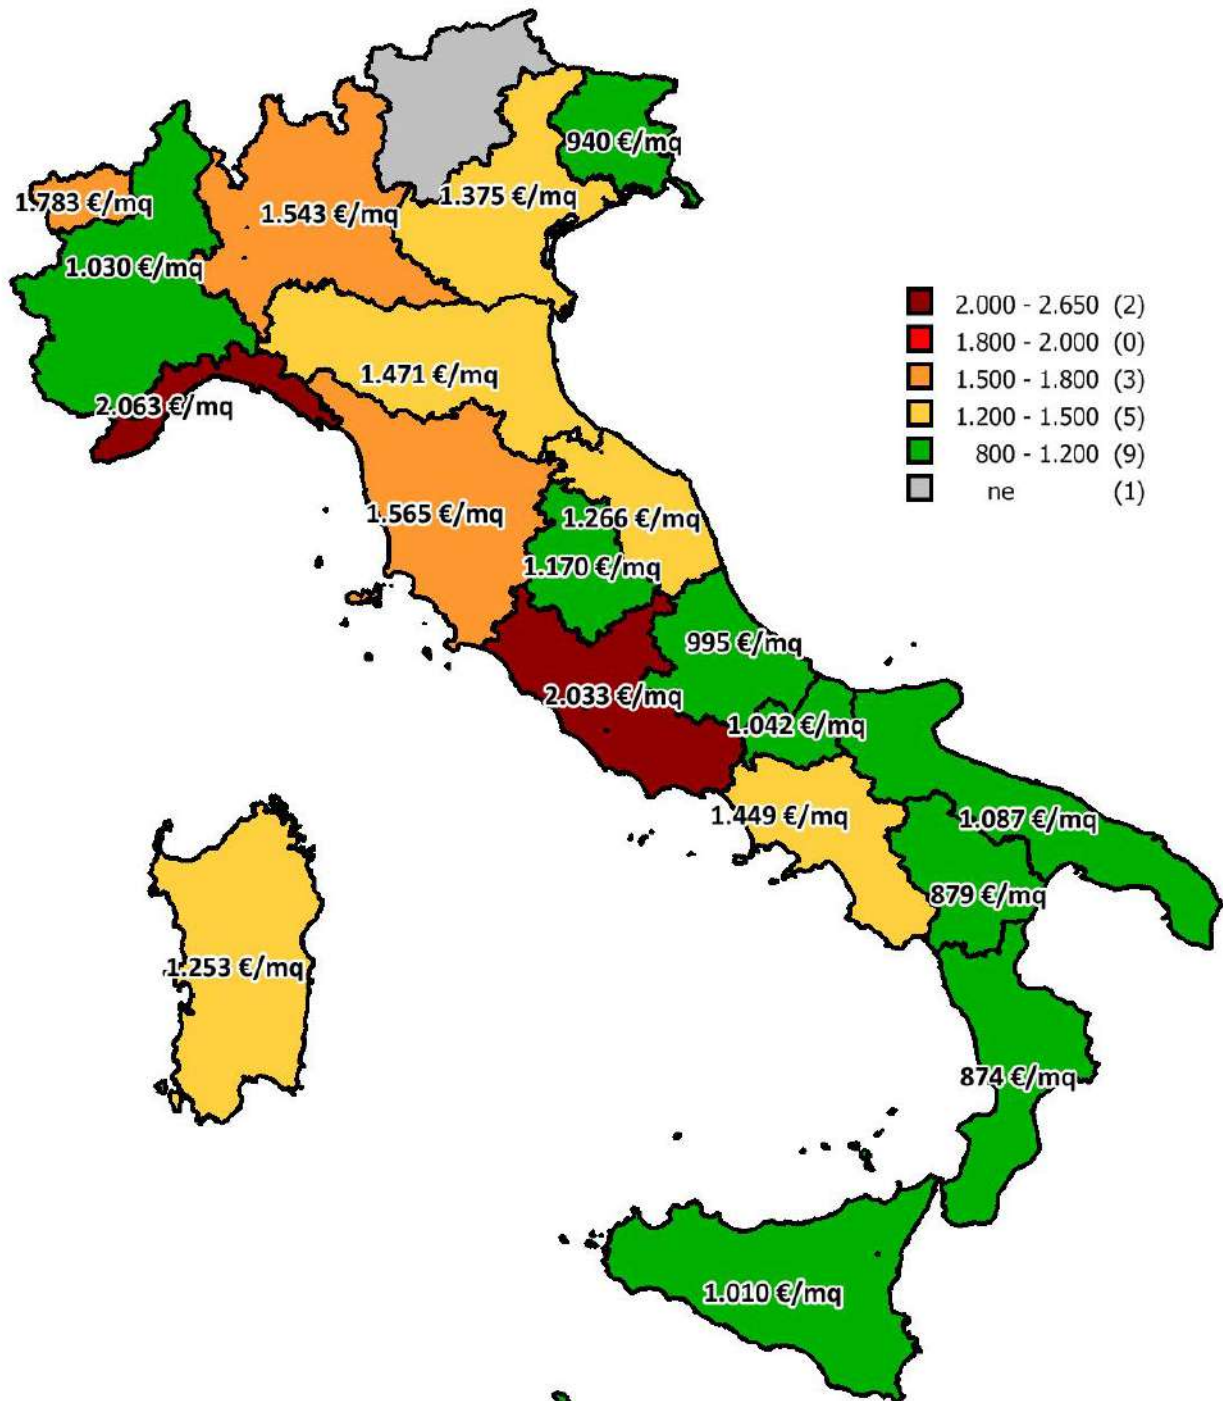 940 €/mq
1.375 €/mq
1.783 €/mq
1.543 €/mq
1.030 €/mq
2.000 - 2.650 (2)
1.800 - 2.000 (0)
1.500 - 1.800 (3)
1.200 - 1.500 (5)
800 - 1.200 (9)
ne (1)
1.471 €/mq
2.063 €/mq
1.565 €/mq
1.266 €/mq
1.170 €/mq
995 €/mq
2.033 €/mq
1.042 €/mq
1.449 €/mq
1.087 €/mq
879 €/mq
1.253 €/mq
874 €/mq
1.010 €/mq